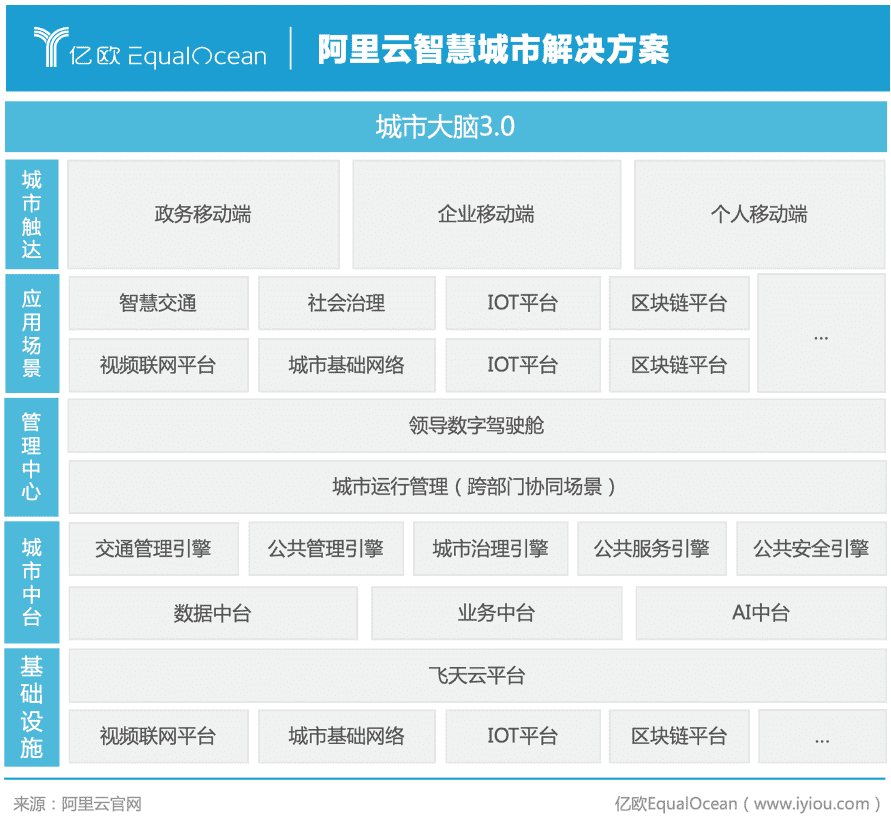 亿欧 EqualOcean
阿里云智慧城市解决方案
城市大脑3.0
城市触达
政务移动端
企业移动端
个人移动端
应用场景
智慧交通
社会治理
IOT平台
区块链平台
...
视频联网平台
城市基础网络
IOT平台
区块链平台
管理中心
领导数字驾驶舱
城市运行管理（跨部门协同场景）
城市中台
交通管理引擎
公共管理引擎
城市治理引擎
公共服务引擎
公共安全引擎
数据中台
业务中台
AI中台
基础设施
飞天云平台
视频联网平台
城市基础网络
IOT平台
区块链平台
...
来源：阿里云官网
亿欧EqualOcean（www.iyiou.com）